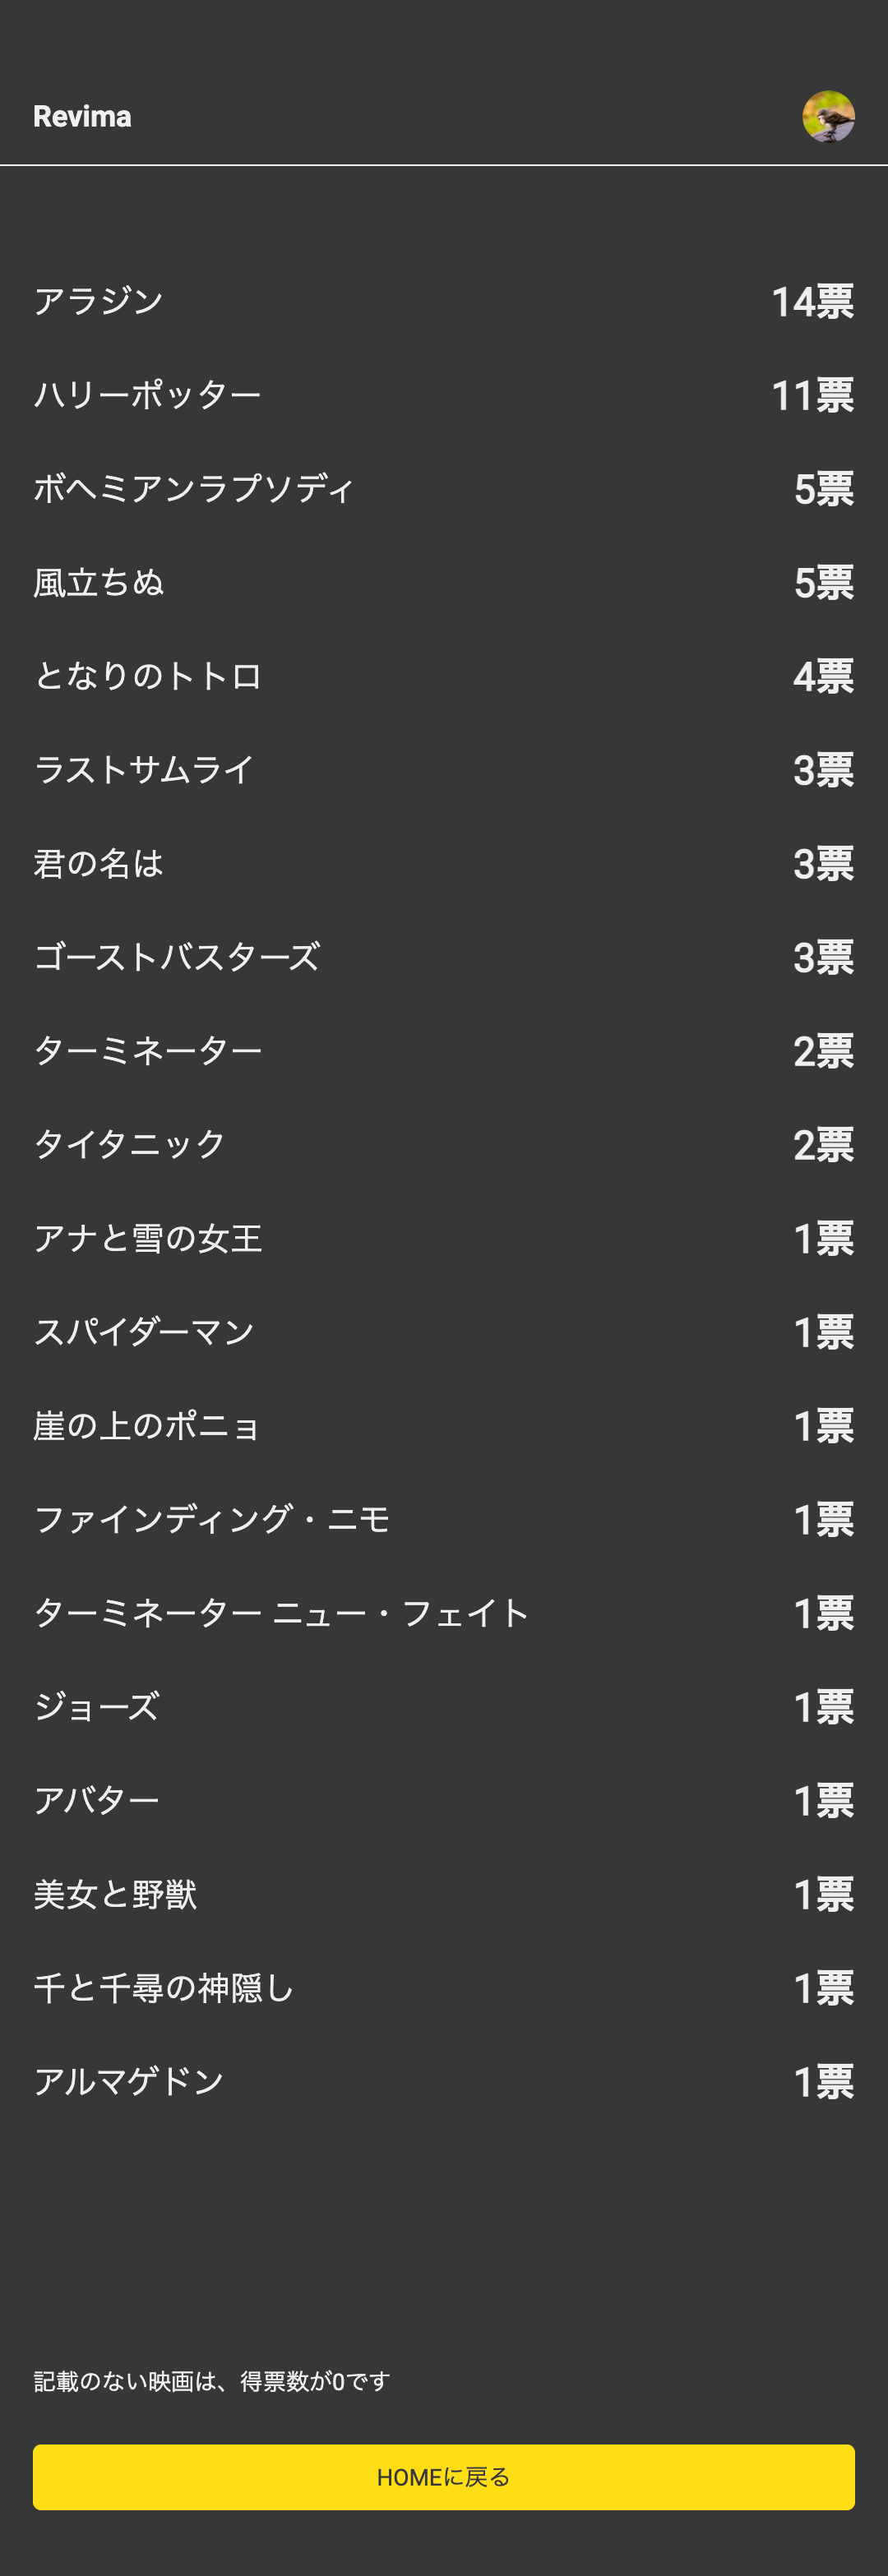 Revima
アラジン 14票
ハリーポッター 11票
ボヘミアンラプソディ 5票
風立ちぬ 5票
となりのトトロ 4票
ラストサムライ 3票
君の名は 3票
ゴーストバスターズ 3票
ターミネーター 2票
タイタニック 2票
アナと雪の女王 1票
スパイダーマン 1票
崖の上のポニョ 1票
ファインディング・ニモ 1票
ターミネーター ニュー・フェイト 1票
ジョーズ 1票
アバター 1票
美女と野獣 1票
千と千尋の神隠し 1票
アルマゲドン 1票
記載のない映画は、得票数が0です
HOMEに戻る